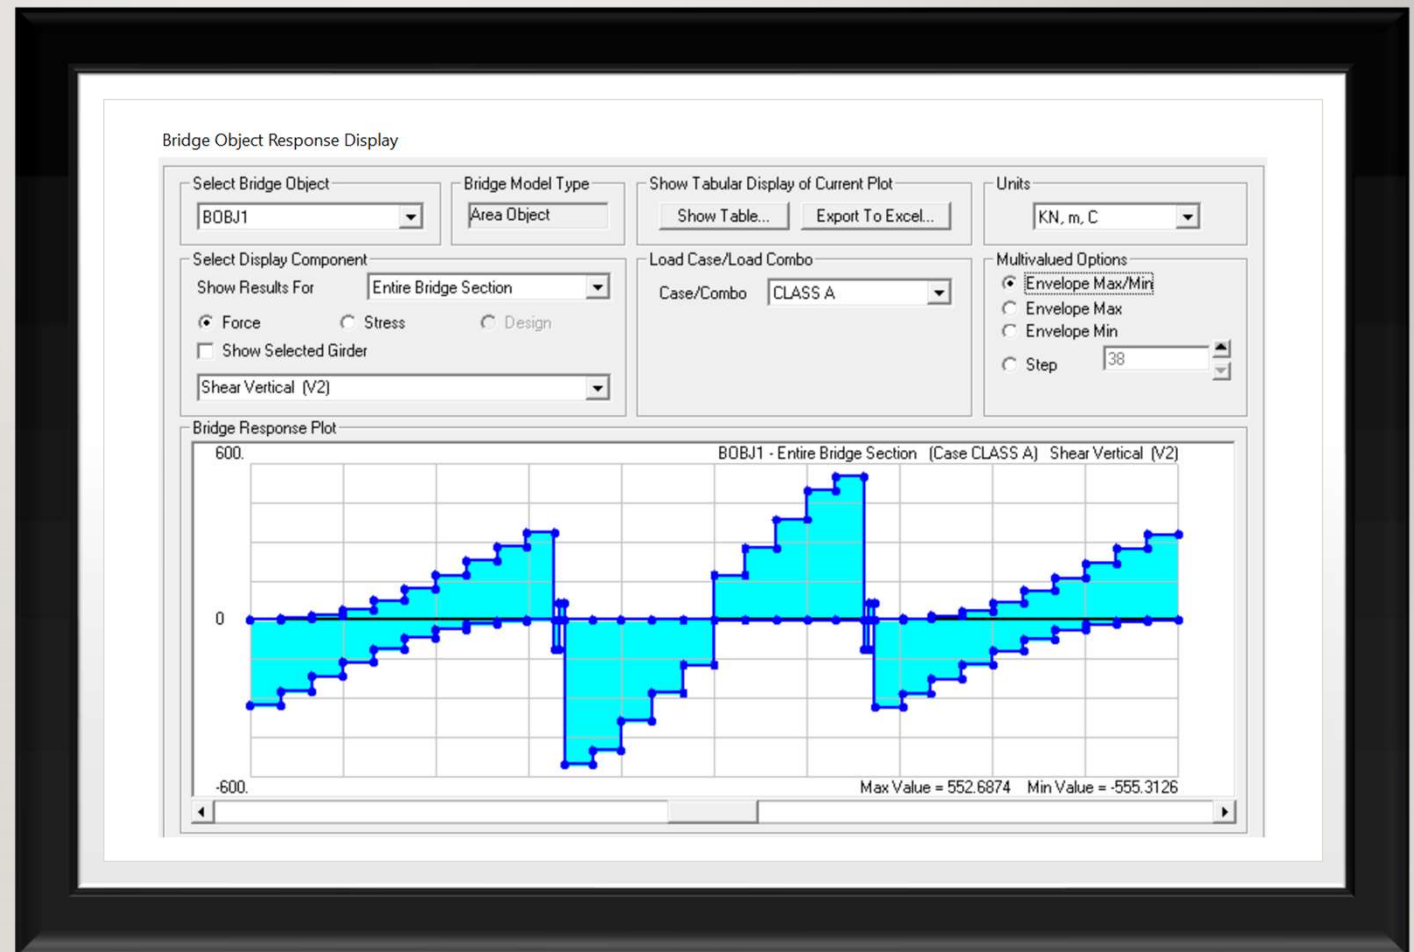 Bridge Object Response Display
Select Bridge Object
BOBJ1
Bridge Model Type
Area Object
Show Tabular Display of Current Plot
Show Table...
Export To Excel...
Units
KN, m, C
Select Display Component
Show Results For
Entire Bridge Section
Force
Stress
Design
Show Selected Girder
Shear Vertical (V2)
Load Case/Load Combo
Case/Combo
CLASS A
Multivalued Options
Envelope Max/Min
Envelope Max
Envelope Min
Step
38
Bridge Response Plot
600.
BOBJ1 - Entire Bridge Section (Case CLASS A) Shear Vertical (V2)
0
-600.
Max Value = 552.6874 Min Value = -555.3126